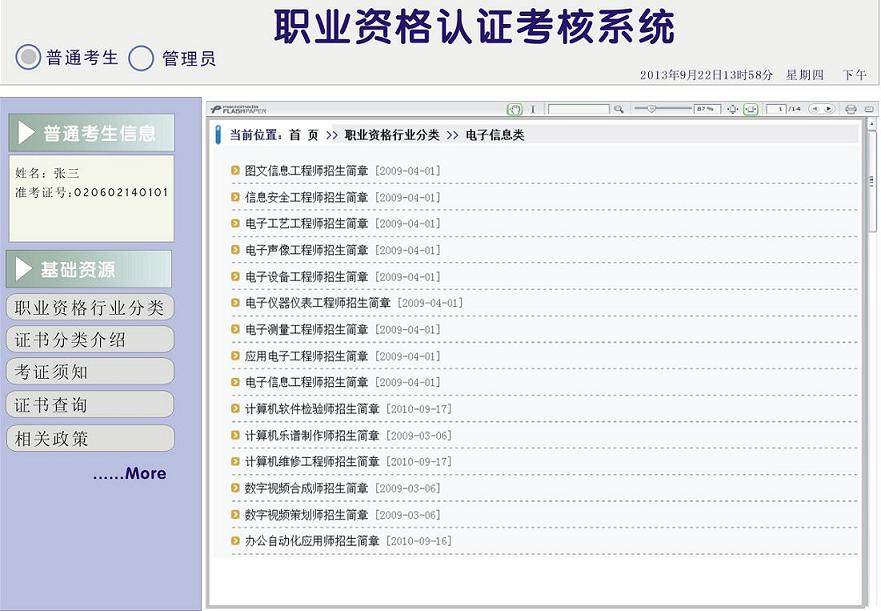 职业资格认证考核系统
普通考生 管理员
2013年9月22日13时58分 星期四 下午
普通考生信息
姓名：张三
准考证号:020602140101
基础资源
职业资格行业分类
证书分类介绍
考证须知
证书查询
相关政策
......More
macromedia
FLASHPAPER
87%
1 /14
当前位置：首 页 >> 职业资格行业分类 >> 电子信息类
图文信息工程师招生简章 [2009-04-01]
信息安全工程师招生简章 [2009-04-01]
电子工艺工程师招生简章 [2009-04-01]
电子声像工程师招生简章 [2009-04-01]
电子设备工程师招生简章 [2009-04-01]
电子仪器仪表工程师招生简章 [2009-04-01]
电子测量工程师招生简章 [2009-04-01]
应用电子工程师招生简章 [2009-04-01]
电子信息工程师招生简章 [2009-04-01]
计算机软件检验师招生简章 [2010-09-17]
计算机乐谱制作师招生简章 [2009-03-06]
计算机维修工程师招生简章 [2010-09-17]
数字视频合成师招生简章 [2009-03-06]
数字视频策划师招生简章 [2009-03-06]
办公自动化应用师招生简章 [2010-09-16]